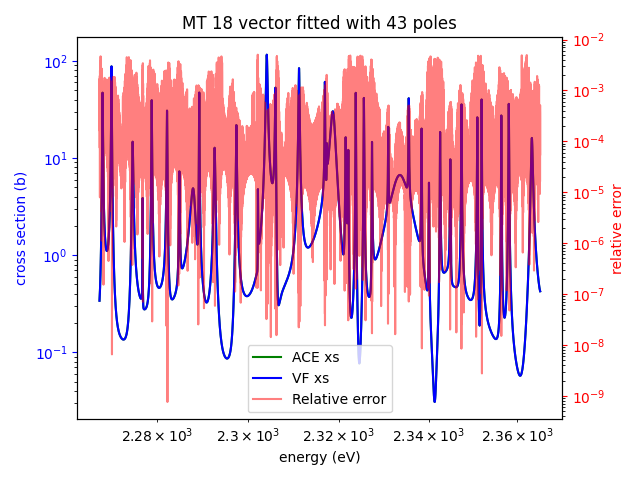 MT 18 vector fitted with 43 poles
10²
10¹
10⁰
10⁻¹
cross section (b)
10⁻²
10⁻³
10⁻⁴
10⁻⁵
10⁻⁶
10⁻⁷
10⁻⁸
10⁻⁹
relative error
ACE xs
VF xs
Relative error
2.28 × 10³ 2.3 × 10³ 2.32 × 10³ 2.34 × 10³ 2.36 × 10³
energy (eV)